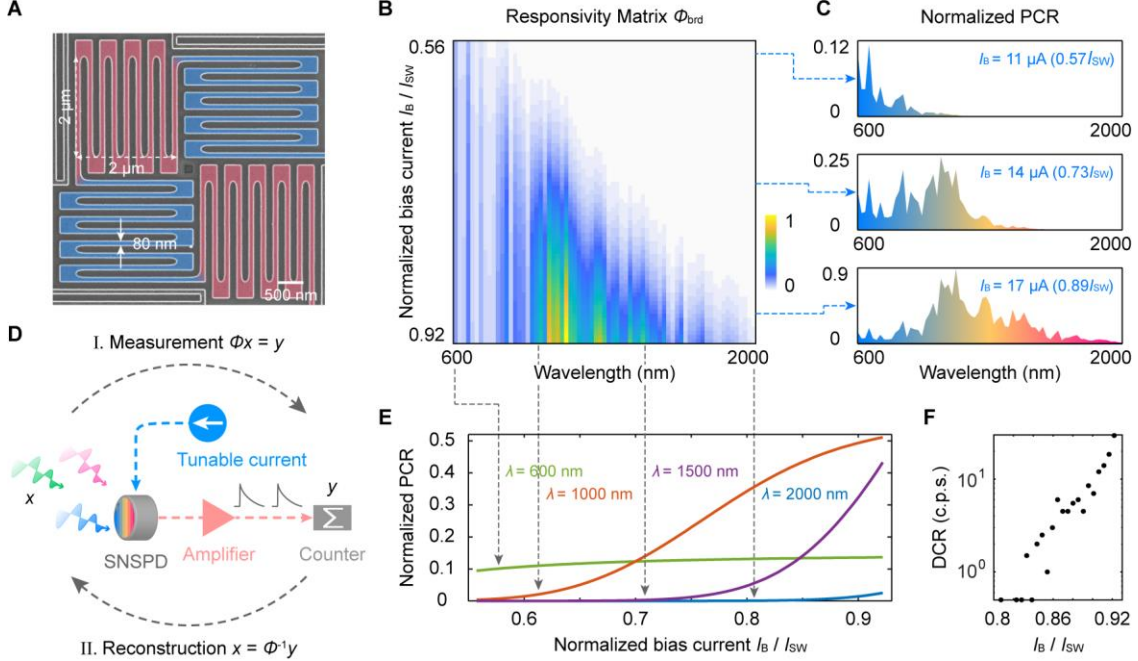 A
2 μm
2 μm
80 nm
500 nm
B
Responsivity Matrix Φbrd
0.56
Normalized bias current IB / ISW
0.92
600
2000
Wavelength (nm)
1
0
C
Normalized PCR
0.12
IB = 11 μA (0.57ISW)
0
600
2000
0.25
IB = 14 μA (0.73ISW)
0
600
2000
0.9
IB = 17 μA (0.89ISW)
0
600
2000
Wavelength (nm)
D
I. Measurement Φx = y
Tunable current
x
y
Σ
SNSPD
Amplifier
Counter
II. Reconstruction x = Φ-1y
E
Normalized PCR
0.5
0.4
0.3
0.2
0.1
0
λ = 600 nm
λ = 1500 nm
λ = 1000 nm
λ = 2000 nm
0.6
0.7
0.8
0.9
Normalized bias current IB / ISW
F
DCR (c.p.s.)
10¹
10⁰
0.8
0.86
0.92
IB / ISW